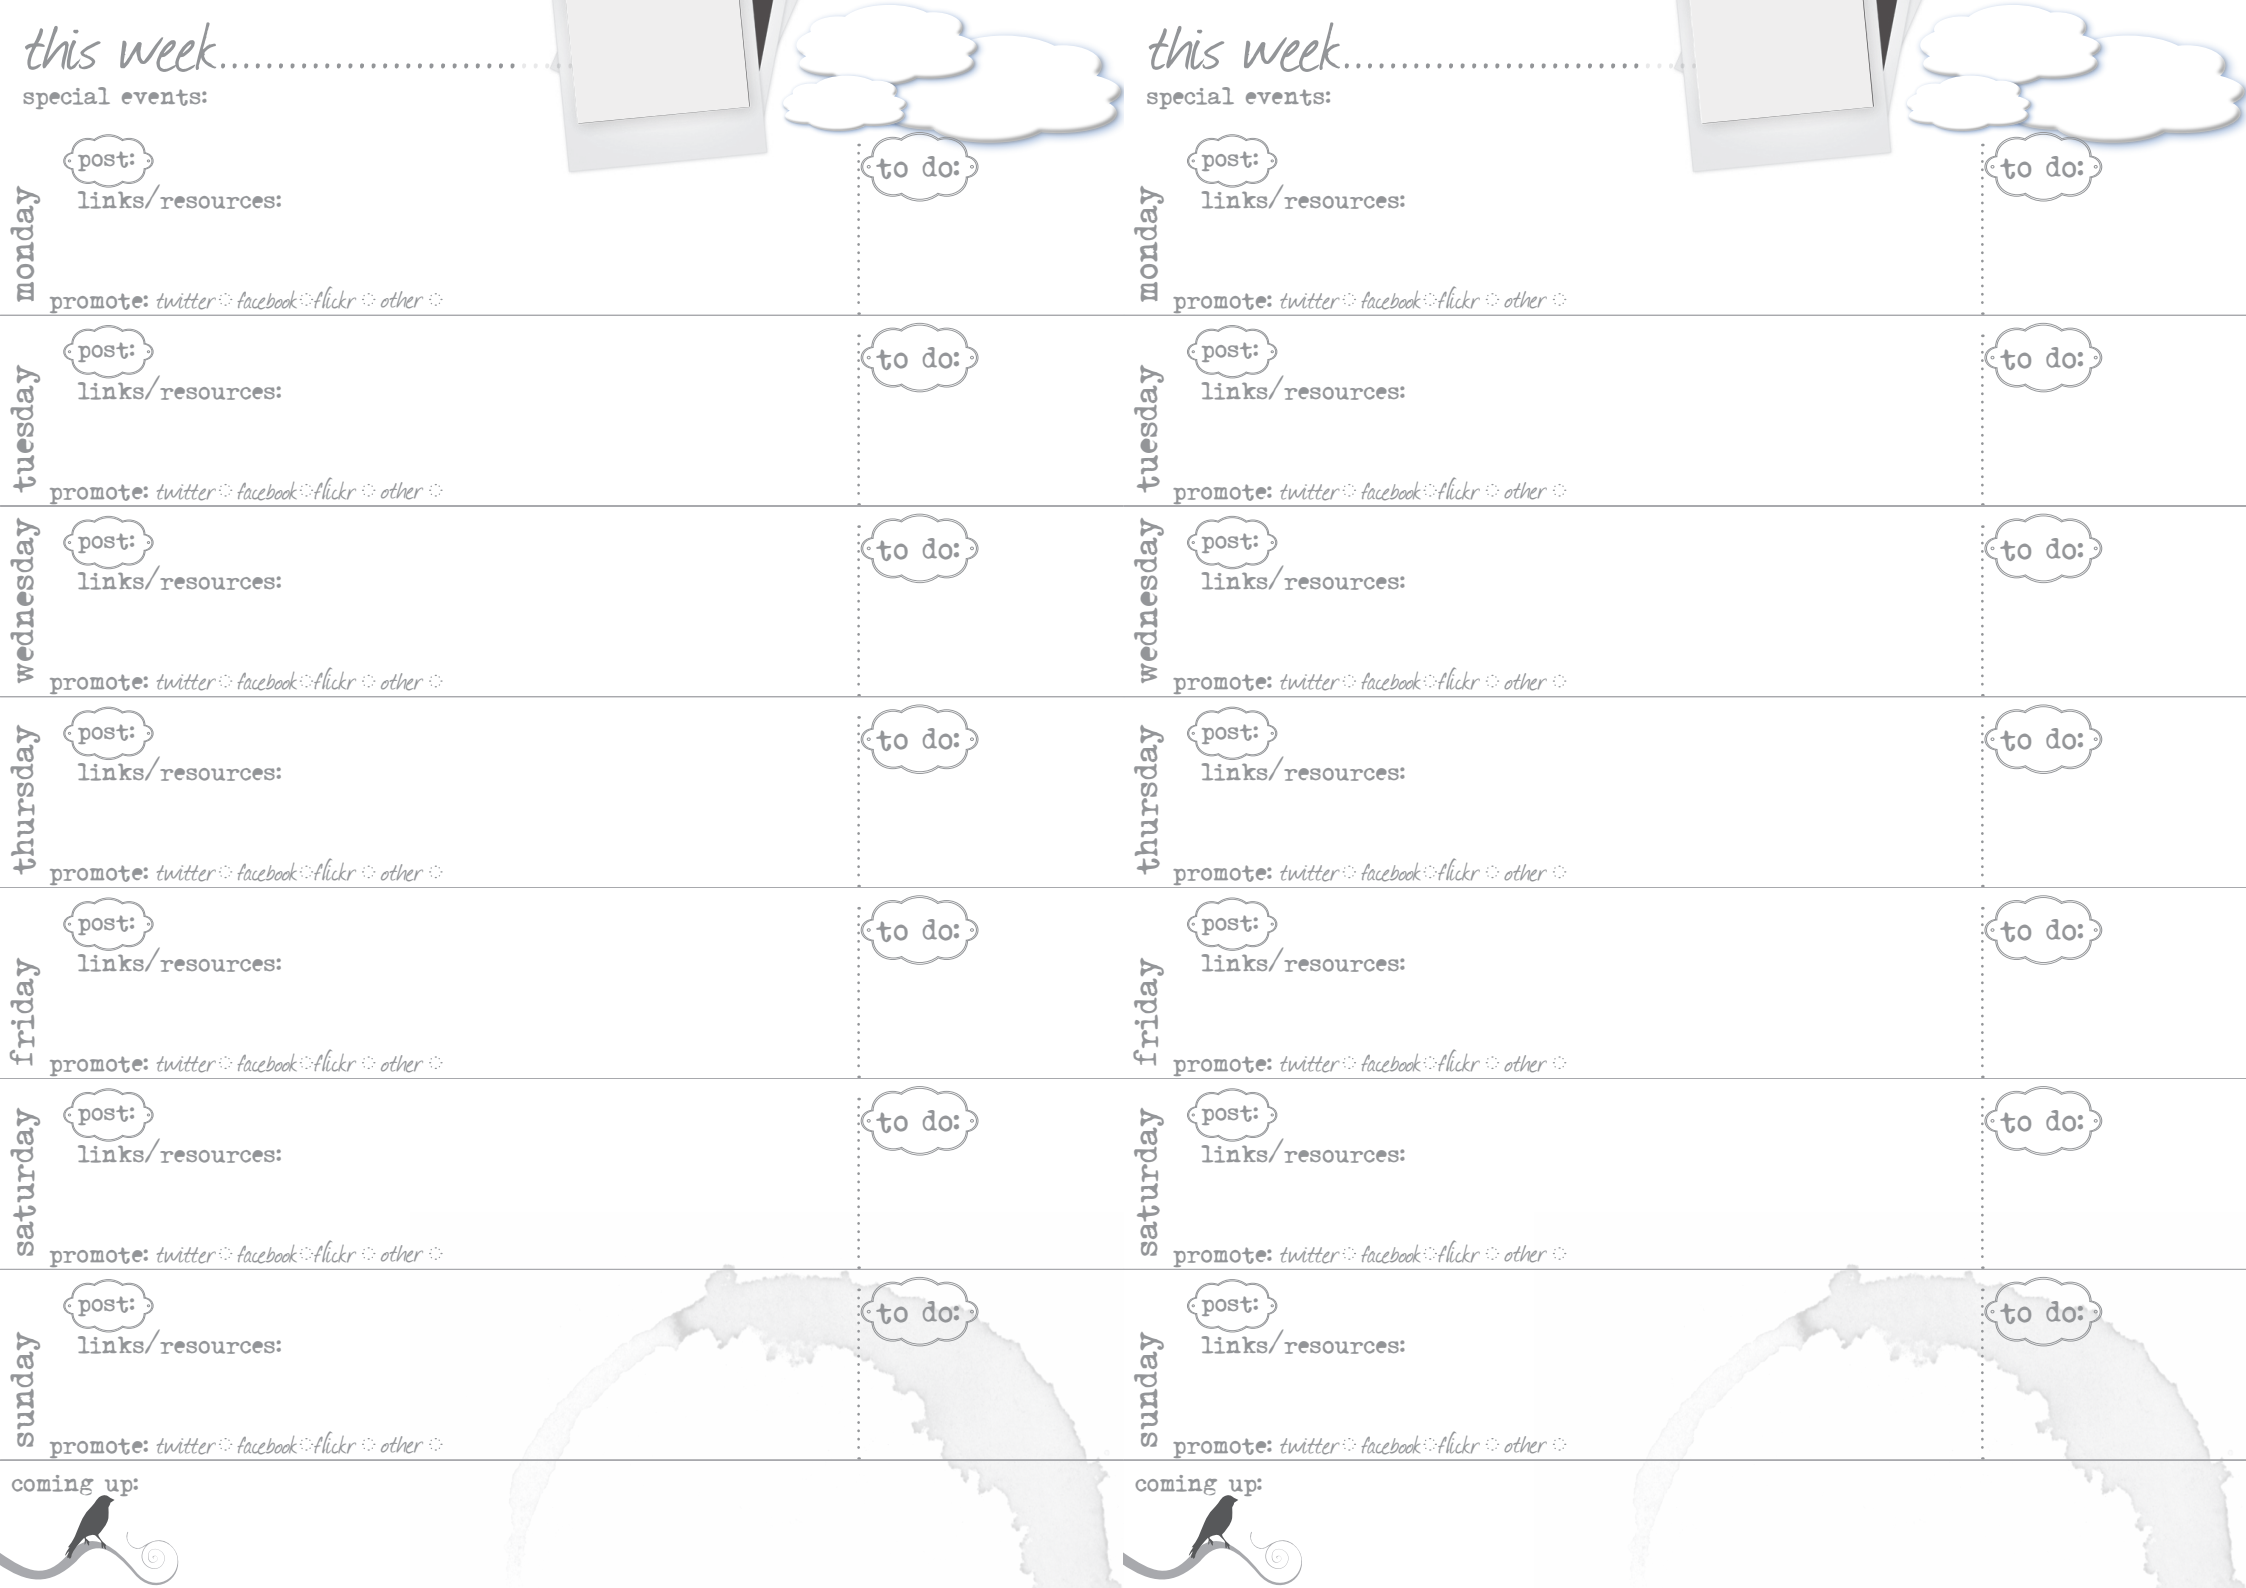 this week..............................
special events:
post:
to do:
links/resources:
monday
promote: twitter facebook flickr other
post:
to do:
links/resources:
tuesday
promote: twitter facebook flickr other
post:
to do:
links/resources:
wednesday
promote: twitter facebook flickr other
post:
to do:
links/resources:
thursday
promote: twitter facebook flickr other
post:
to do:
links/resources:
friday
promote: twitter facebook flickr other
post:
to do:
links/resources:
saturday
promote: twitter facebook flickr other
post:
to do:
links/resources:
sunday
promote: twitter facebook flickr other
coming up:
this week..............................
special events:
post:
to do:
links/resources:
monday
promote: twitter facebook flickr other
post:
to do:
links/resources:
tuesday
promote: twitter facebook flickr other
post:
to do:
links/resources:
wednesday
promote: twitter facebook flickr other
post:
to do:
links/resources:
thursday
promote: twitter facebook flickr other
post:
to do:
links/resources:
friday
promote: twitter facebook flickr other
post:
to do:
links/resources:
saturday
promote: twitter facebook flickr other
post:
to do:
links/resources:
sunday
promote: twitter facebook flickr other
coming up: